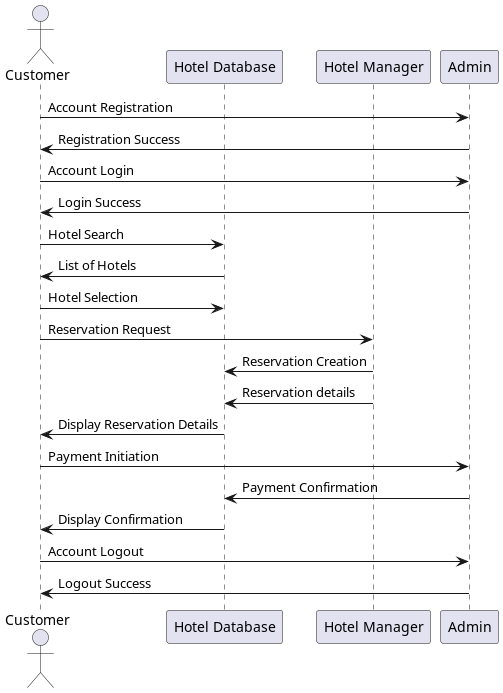 Customer
Hotel Database
Hotel Manager
Admin
Account Registration
Registration Success
Account Login
Login Success
Hotel Search
List of Hotels
Hotel Selection
Reservation Request
Reservation Creation
Reservation details
Display Reservation Details
Payment Initiation
Payment Confirmation
Display Confirmation
Account Logout
Logout Success
Customer
Hotel Database
Hotel Manager
Admin